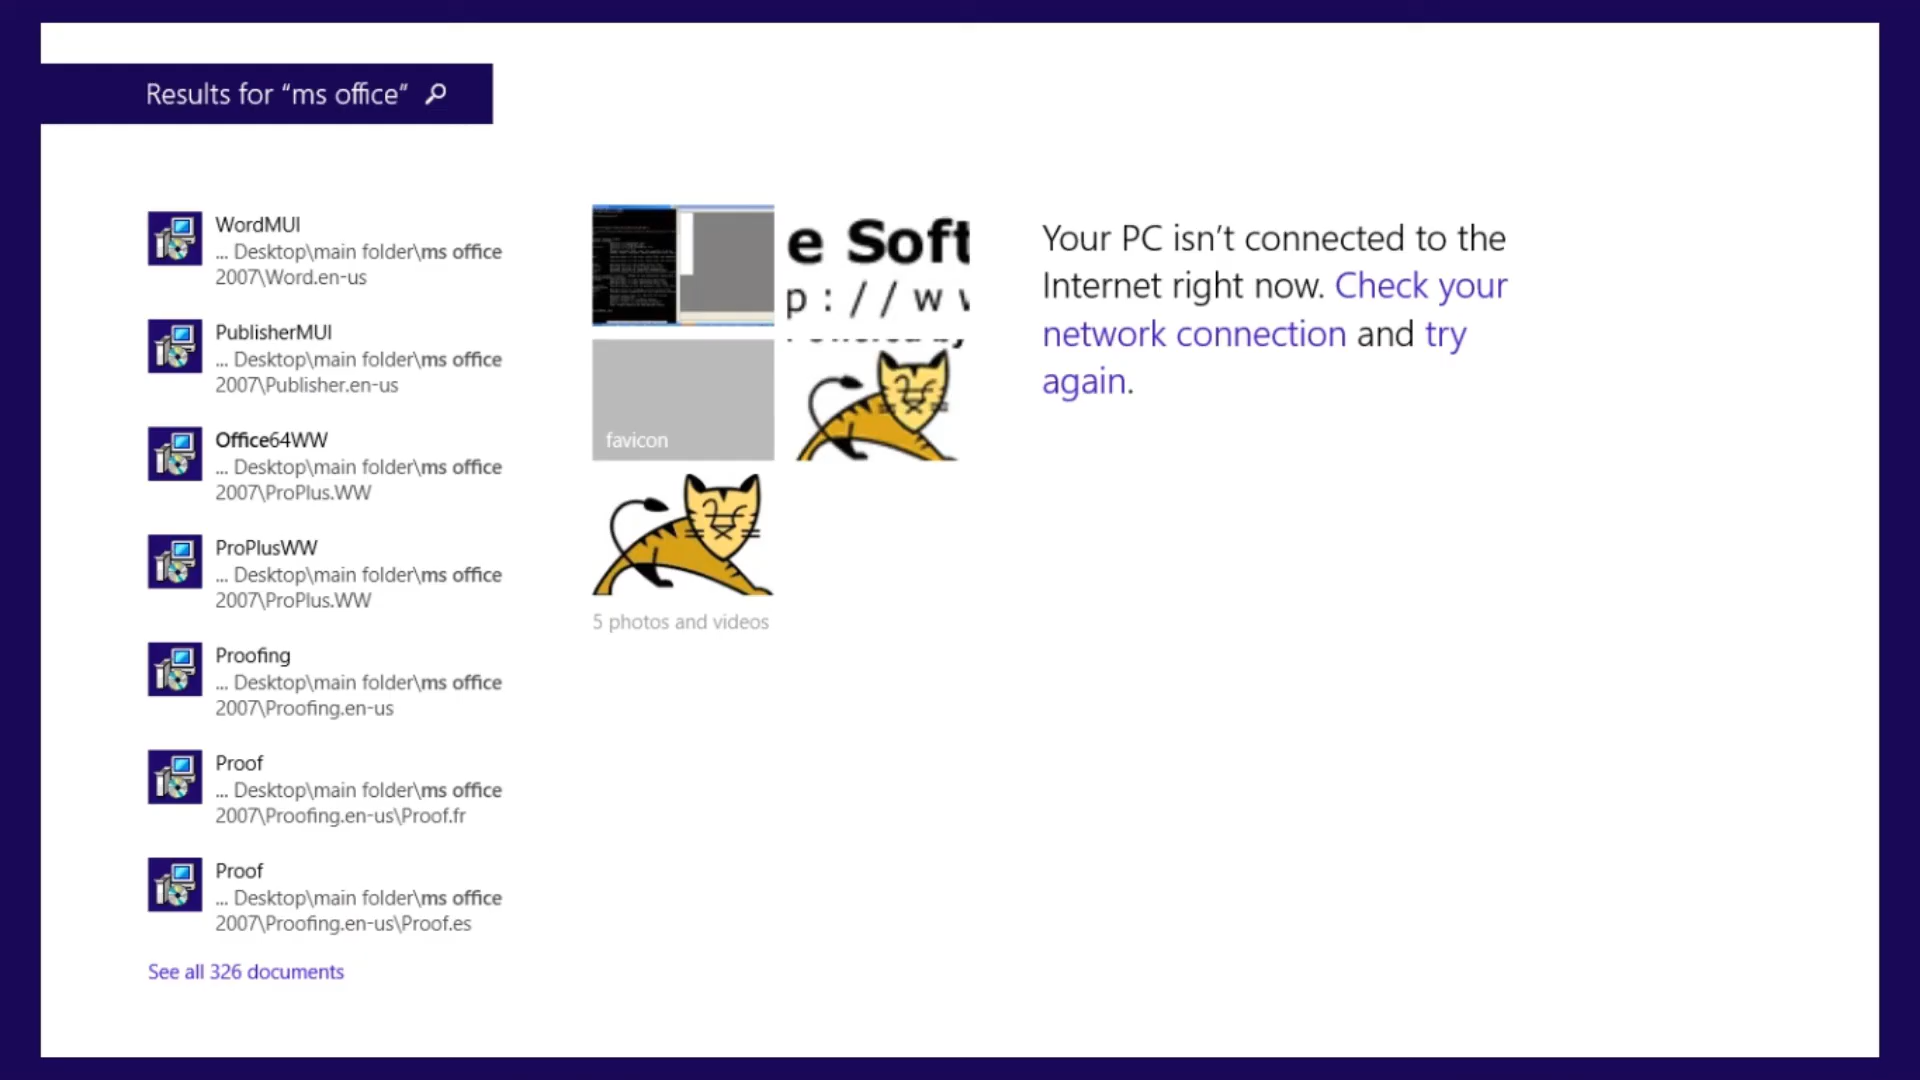 Results for “ms office”
WordMUI
... Desktop\main folder\ms office
2007\Word.en-us
PublisherMUI
... Desktop\main folder\ms office
2007\Publisher.en-us
Office64WW
... Desktop\main folder\ms office
2007\ProPlus.WW
ProPlusWW
... Desktop\main folder\ms office
2007\ProPlus.WW
Proofing
... Desktop\main folder\ms office
2007\Proofing.en-us
Proof
... Desktop\main folder\ms office
2007\Proofing.en-us\Proof.fr
Proof
... Desktop\main folder\ms office
2007\Proofing.en-us\Proof.es
See all 326 documents
e Soft
p://w
favicon
5 photos and videos
Your PC isn’t connected to the
Internet right now. Check your
network connection and try
again.